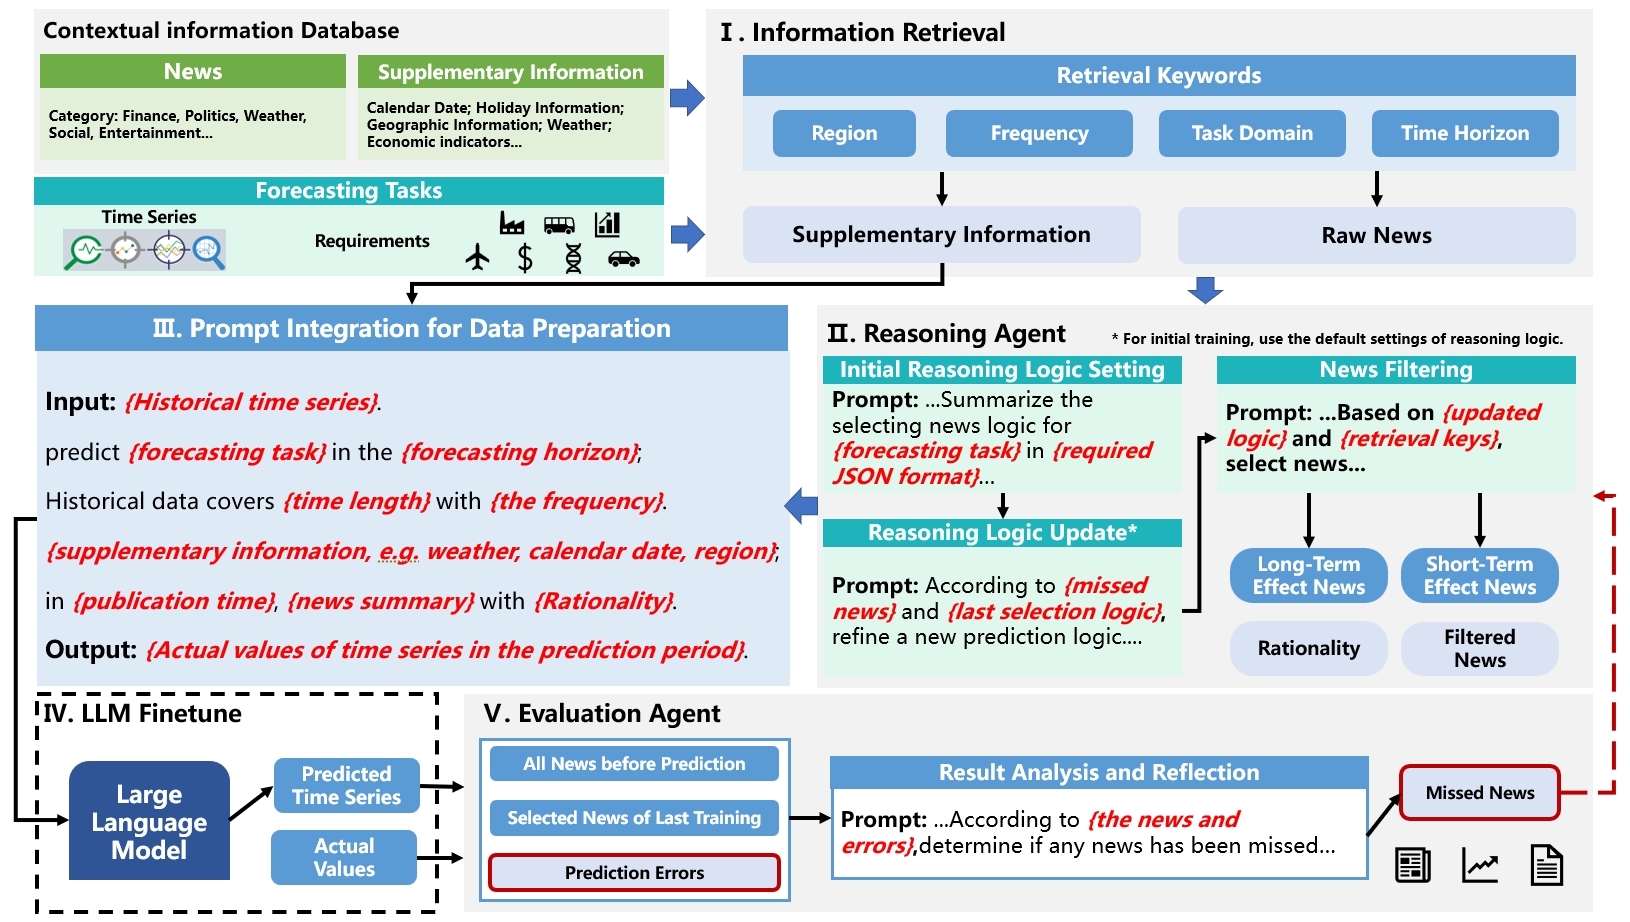 Contextual information Database
News
Category: Finance, Politics, Weather,
Social, Entertainment...
Supplementary Information
Calendar Date; Holiday Information;
Geographic Information; Weather;
Economic indicators...
Forecasting Tasks
Time Series
Requirements
Ⅰ. Information Retrieval
Retrieval Keywords
Region
Frequency
Task Domain
Time Horizon
Supplementary Information
Raw News
Ⅱ. Reasoning Agent
* For initial training, use the default settings of reasoning logic.
Initial Reasoning Logic Setting
Prompt: ...Summarize the
selecting news logic for
{forecasting task} in {required
JSON format}...
Reasoning Logic Update*
Prompt: According to {missed
news} and {last selection logic},
refine a new prediction logic....
News Filtering
Prompt: ...Based on {updated
logic} and {retrieval keys},
select news...
Long-Term
Effect News
Short-Term
Effect News
Rationality
Filtered
News
Ⅲ. Prompt Integration for Data Preparation
Input: {Historical time series}.
predict {forecasting task} in the {forecasting horizon};
Historical data covers {time length} with {the frequency}.
{supplementary information, e.g. weather, calendar date, region};
in {publication time}, {news summary} with {Rationality}.
Output: {Actual values of time series in the prediction period}.
Ⅳ. LLM Finetune
Large
Language
Model
Predicted
Time Series
Actual
Values
Ⅴ. Evaluation Agent
All News before Prediction
Selected News of Last Training
Prediction Errors
Result Analysis and Reflection
Prompt: ...According to {the news and
errors},determine if any news has been missed...
Missed News